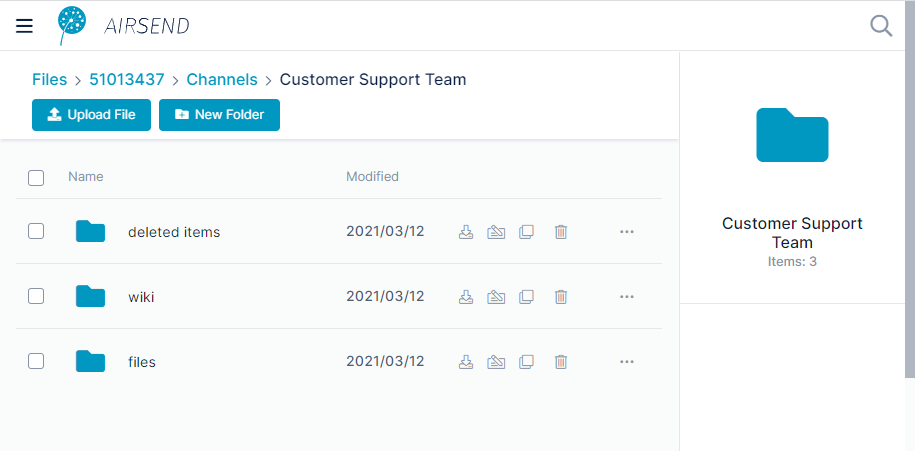 AIRSEND
Files > 51013437 > Channels > Customer Support Team
Upload File
New Folder
Name Modified
deleted items 2021/03/12
wiki 2021/03/12
files 2021/03/12
Customer Support
Team
Items: 3